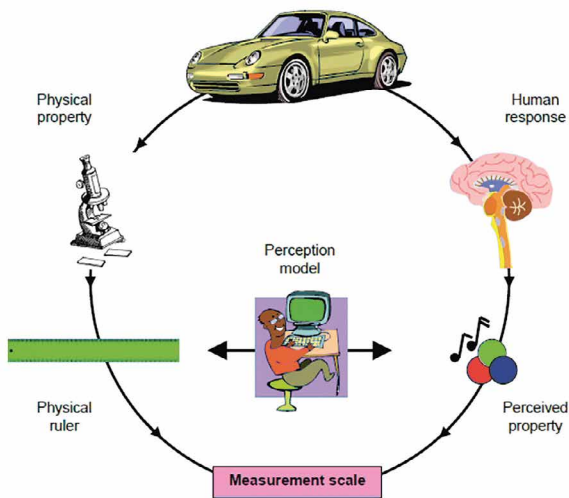 Physical
property
Human
response
Perception
model
Physical
ruler
Perceived
property
Measurement scale